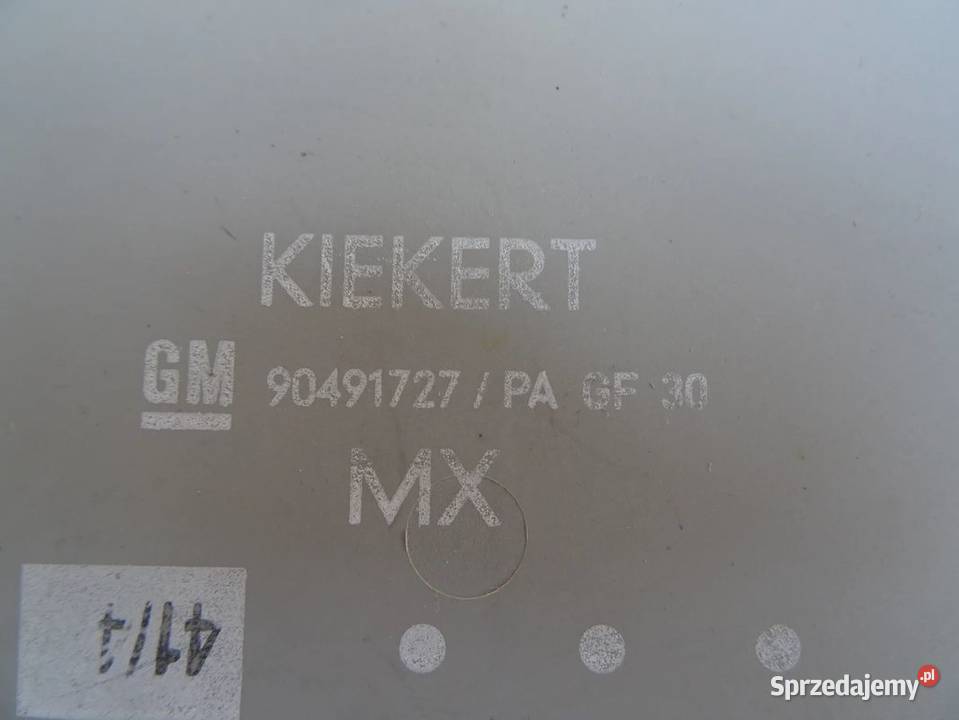 KIEKERT
GM 90491727 / PA GF 30
MX
41/1
Sprzedajemy.pl